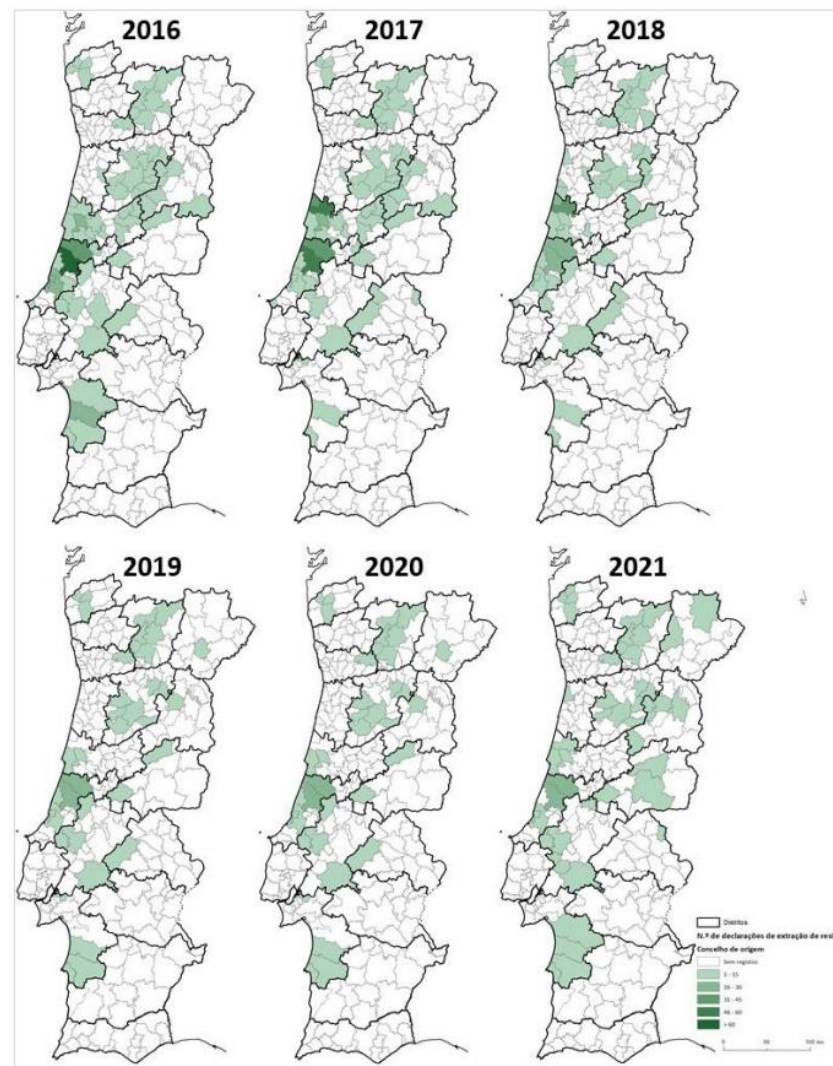 2016
2017
2018
2019
2020
2021
Distritos
N.º de declarações de extração de resi
Concelho de origem
Sem registos
1 - 15
16 - 30
31 - 45
46 - 60
> 60